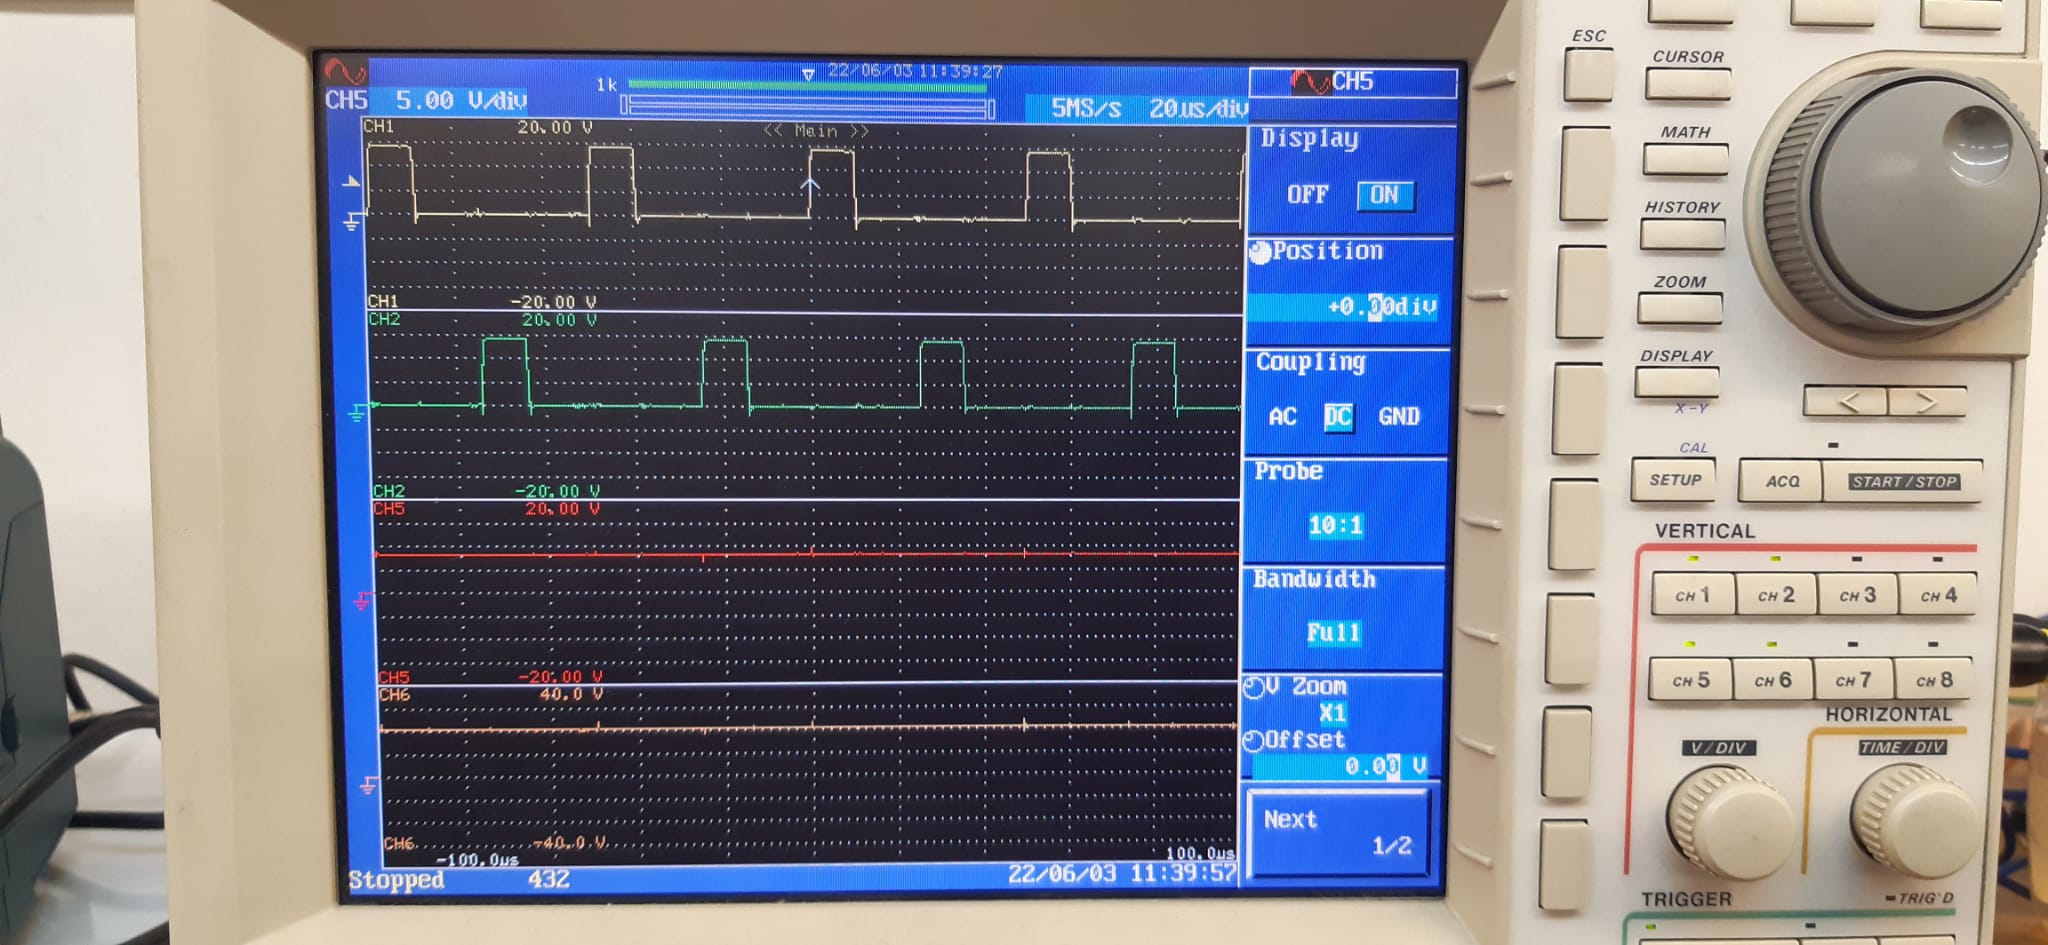 CH5 5.00 V/div
1k
22/06/03 11:39:27
5MS/s 20us/div
CH1 20.00 V
<< Main >>
CH1 -20.00 V
CH2 20.00 V
CH2 -20.00 V
CH5 20.00 V
CH5 -20.00 V
CH6 40.0 V
CH6 -40.0 V
-100.0us
100.0us
Stopped 432
22/06/03 11:39:57
CH5
Display
OFF ON
Position
+0.00div
Coupling
AC DC GND
Probe
10:1
Bandwidth
Full
V Zoom
X1
Offset
0.00 V
Next
1/2
ESC
CURSOR
MATH
HISTORY
ZOOM
DISPLAY
X-Y
< >
CAL
SETUP
ACQ
START / STOP
VERTICAL
CH 1
CH 2
CH 3
CH 4
CH 5
CH 6
CH 7
CH 8
HORIZONTAL
V / DIV
TIME / DIV
TRIGGER
TRIG'D